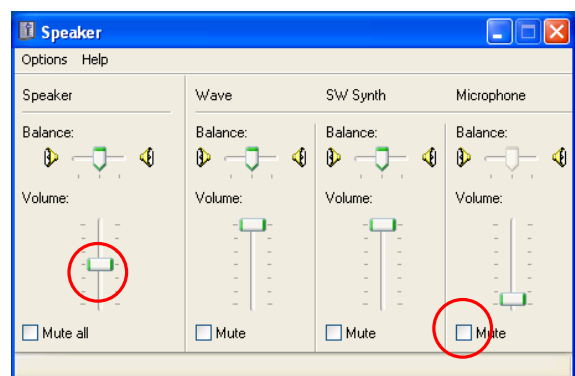 Speaker
Options Help
Speaker Wave SW Synth Microphone
Balance: Balance: Balance: Balance:
Volume: Volume: Volume: Volume:
Mute all Mute Mute Mute